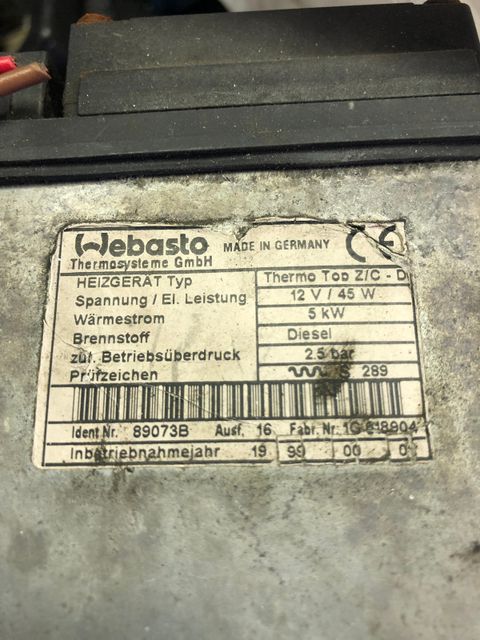 Webasto MADE IN GERMANY CE
Thermosysteme GmbH
HEIZGERÄT Typ Thermo Top Z/C - D
Spannung / El. Leistung 12 V / 45 W
Wärmestrom 5 kW
Brennstoff Diesel
zul. Betriebsüberdruck 2.5 bar
Prüfzeichen S 289
Ident Nr. 89073B Ausf. 16 Fabr. Nr.
Inbetriebnahmejahr 19 99 00 0